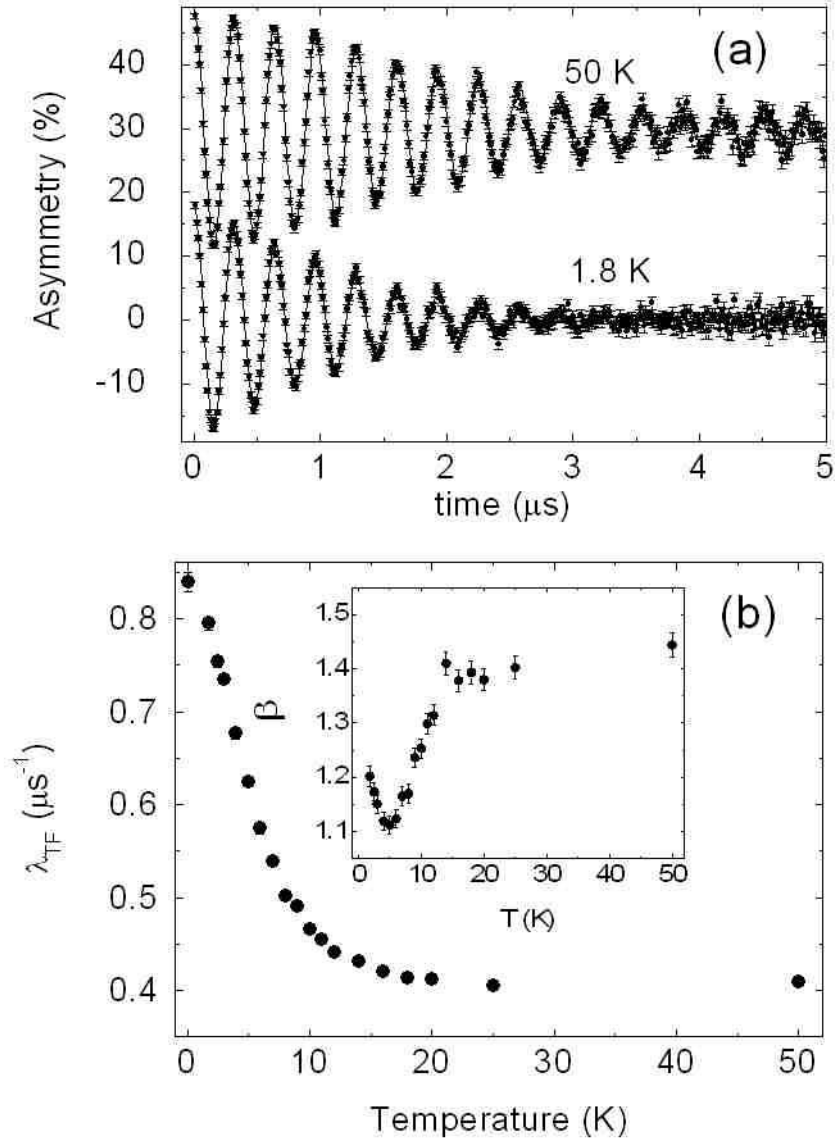 (a)
50 K
1.8 K
Asymmetry (%)
40
30
20
10
0
-10
0 1 2 3 4 5
time (μs)
(b)
λTF (μs-1)
0.8
0.7
0.6
0.5
0.4
β
1.5
1.4
1.3
1.2
1.1
0 10 20 30 40 50
T (K)
0 10 20 30 40 50
Temperature (K)